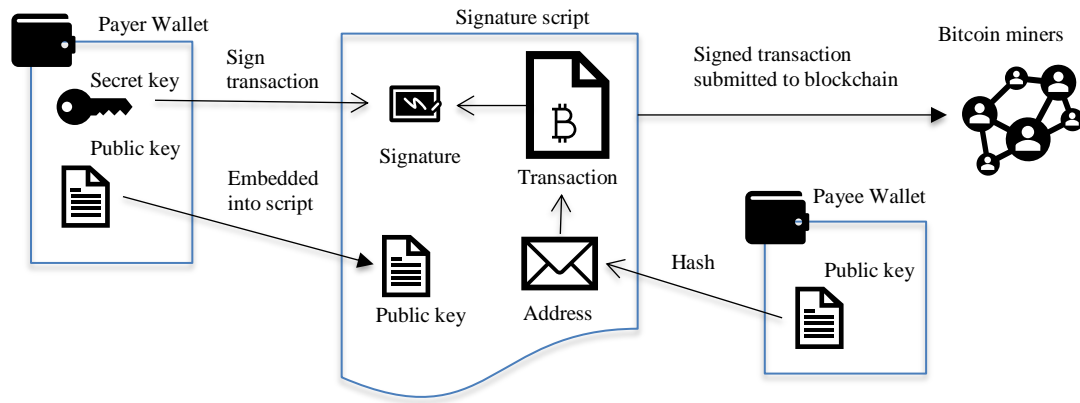 Payer Wallet
Secret key
Public key
Sign
transaction
Embedded
into script
Signature script
Signature
Transaction
Public key
Address
Signed transaction
submitted to blockchain
Bitcoin miners
Hash
Payee Wallet
Public key